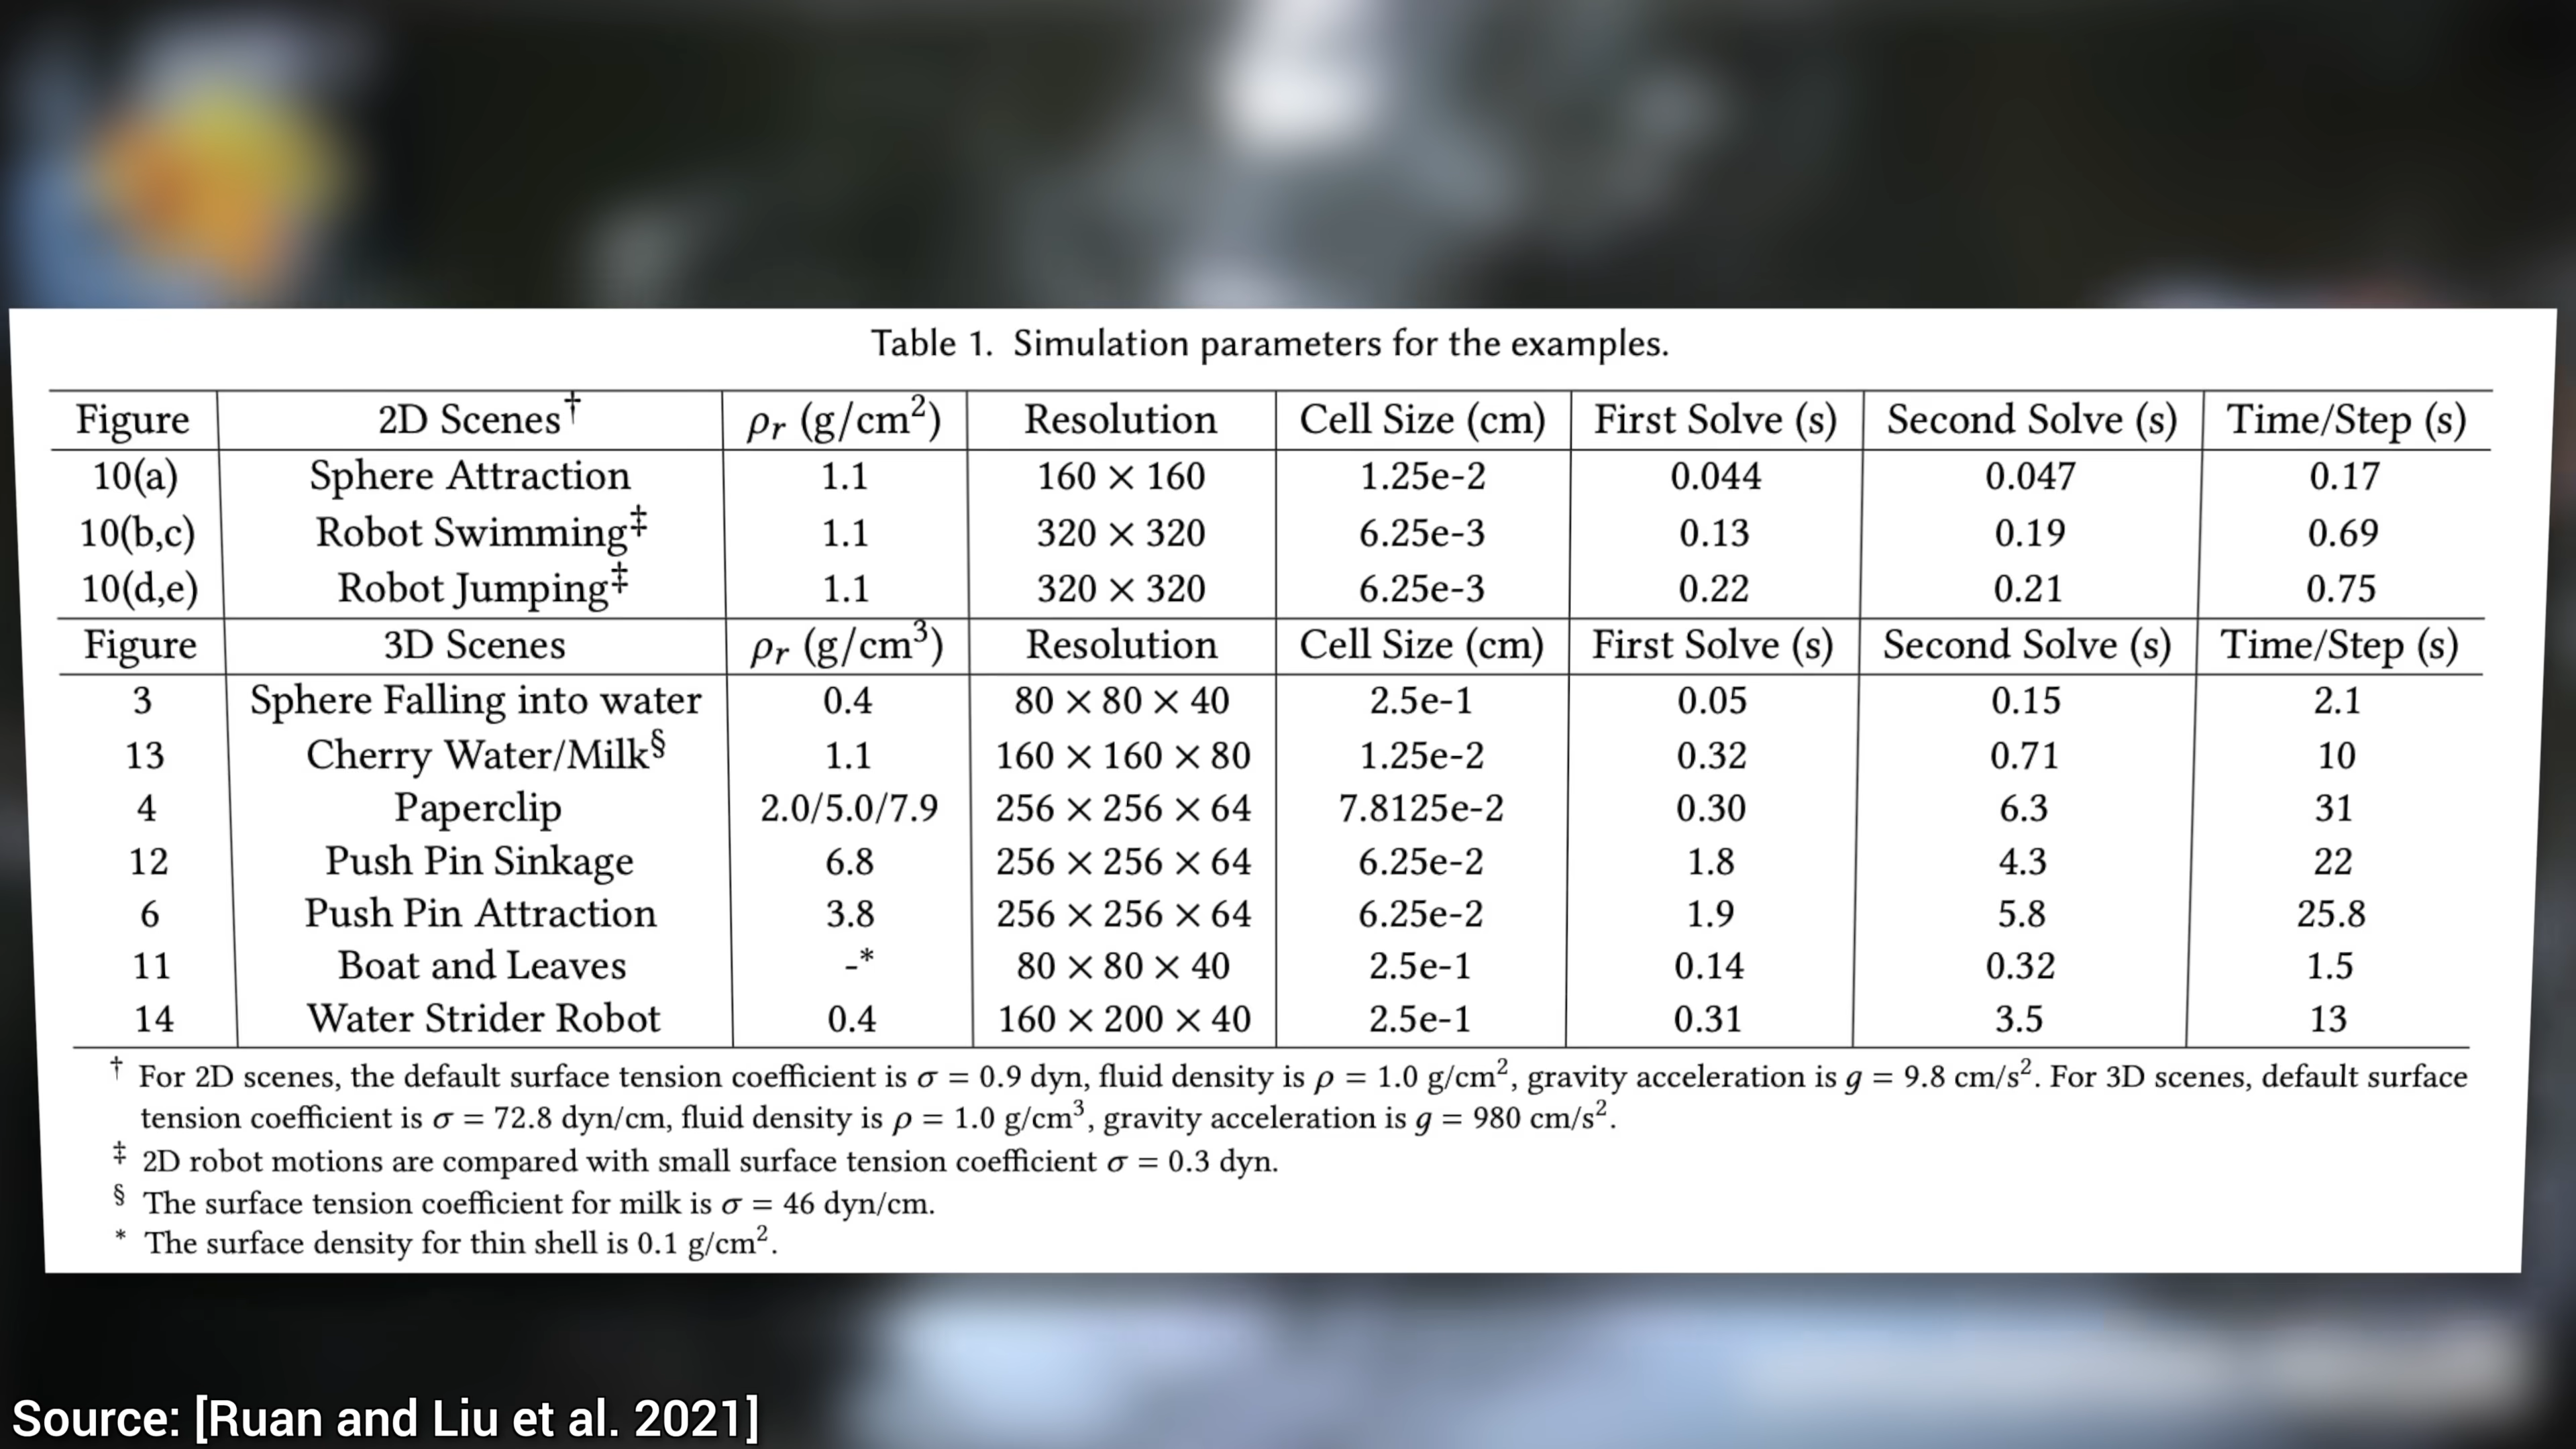 Table 1. Simulation parameters for the examples.
Figure 2D Scenes† ρr (g/cm²) Resolution Cell Size (cm) First Solve (s) Second Solve (s) Time/Step (s)
10(a) Sphere Attraction 1.1 160 × 160 1.25e-2 0.044 0.047 0.17
10(b,c) Robot Swimming‡ 1.1 320 × 320 6.25e-3 0.13 0.19 0.69
10(d,e) Robot Jumping‡ 1.1 320 × 320 6.25e-3 0.22 0.21 0.75
Figure 3D Scenes ρr (g/cm³) Resolution Cell Size (cm) First Solve (s) Second Solve (s) Time/Step (s)
3 Sphere Falling into water 0.4 80 × 80 × 40 2.5e-1 0.05 0.15 2.1
13 Cherry Water/Milk§ 1.1 160 × 160 × 80 1.25e-2 0.32 0.71 10
4 Paperclip 2.0/5.0/7.9 256 × 256 × 64 7.8125e-2 0.30 6.3 31
12 Push Pin Sinkage 6.8 256 × 256 × 64 6.25e-2 1.8 4.3 22
6 Push Pin Attraction 3.8 256 × 256 × 64 6.25e-2 1.9 5.8 25.8
11 Boat and Leaves -* 80 × 80 × 40 2.5e-1 0.14 0.32 1.5
14 Water Strider Robot 0.4 160 × 200 × 40 2.5e-1 0.31 3.5 13
† For 2D scenes, the default surface tension coefficient is σ = 0.9 dyn, fluid density is ρ = 1.0 g/cm², gravity acceleration is g = 9.8 cm/s². For 3D scenes, default surface
tension coefficient is σ = 72.8 dyn/cm, fluid density is ρ = 1.0 g/cm³, gravity acceleration is g = 980 cm/s².
‡ 2D robot motions are compared with small surface tension coefficient σ = 0.3 dyn.
§ The surface tension coefficient for milk is σ = 46 dyn/cm.
* The surface density for thin shell is 0.1 g/cm².
Source: [Ruan and Liu et al. 2021]